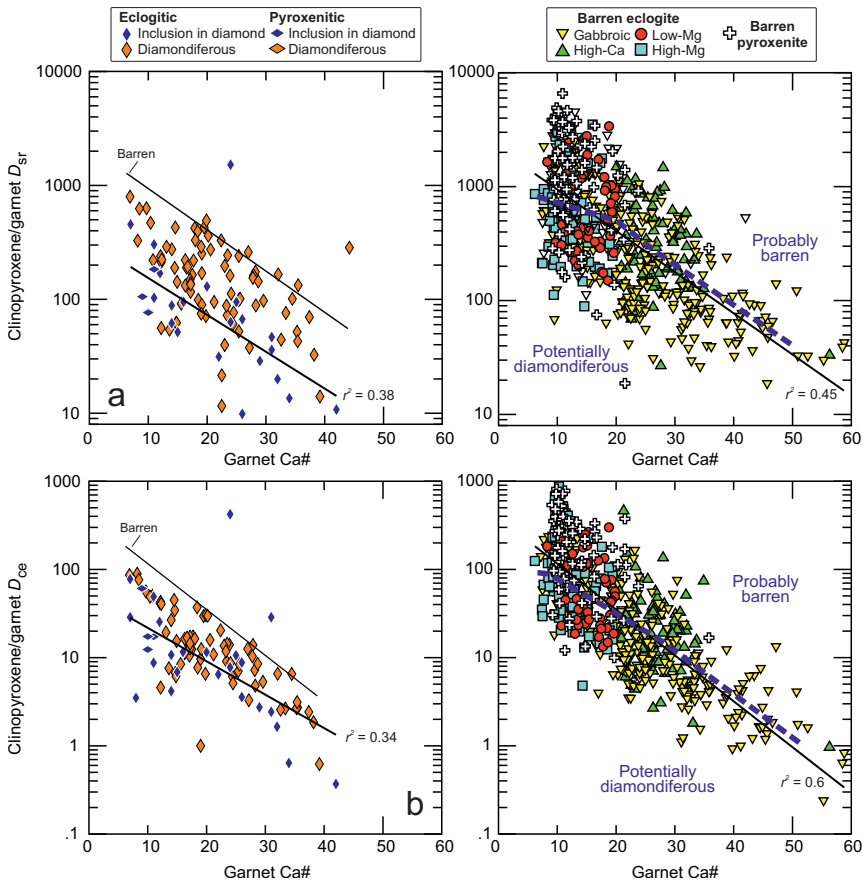 Eclogitic
Inclusion in diamond
Diamondiferous
Pyroxenitic
Inclusion in diamond
Diamondiferous
Barren eclogite
Gabbroic
High-Ca
Low-Mg
High-Mg
Barren
pyroxenite
Clinopyroxene/garnet Dsr
10000
1000
100
10
Barren
a
r² = 0.38
0 10 20 30 40 50 60
Garnet Ca#
10000
1000
100
10
Probably
barren
Potentially
diamondiferous
r² = 0.45
0 10 20 30 40 50 60
Garnet Ca#
Clinopyroxene/garnet Dce
1000
100
10
1
.1
Barren
r² = 0.34
b
0 10 20 30 40 50 60
Garnet Ca#
1000
100
10
1
.1
Probably
barren
Potentially
diamondiferous
r² = 0.6
0 10 20 30 40 50 60
Garnet Ca#